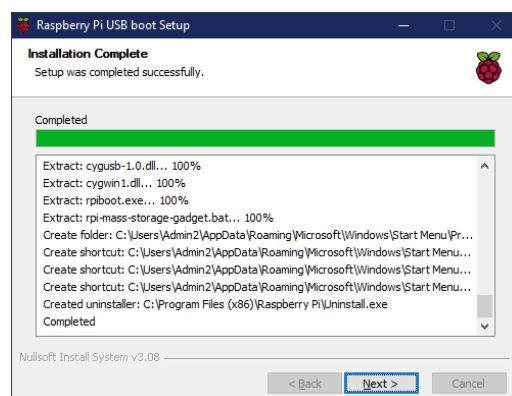 Raspberry Pi USB boot Setup
Installation Complete
Setup was completed successfully.
Completed
Extract: cygusb-1.0.dll... 100%
Extract: cygwin1.dll... 100%
Extract: rpiboot.exe... 100%
Extract: rpi-mass-storage-gadget.bat... 100%
Create folder: C:\Users\Admin2\AppData\Roaming\Microsoft\Windows\Start Menu\Pr...
Create shortcut: C:\Users\Admin2\AppData\Roaming\Microsoft\Windows\Start Menu...
Create shortcut: C:\Users\Admin2\AppData\Roaming\Microsoft\Windows\Start Menu...
Create shortcut: C:\Users\Admin2\AppData\Roaming\Microsoft\Windows\Start Menu...
Created uninstaller: C:\Program Files (x86)\Raspberry Pi\Uninstall.exe
Completed
Nullsoft Install System v3.08
< Back Next > Cancel